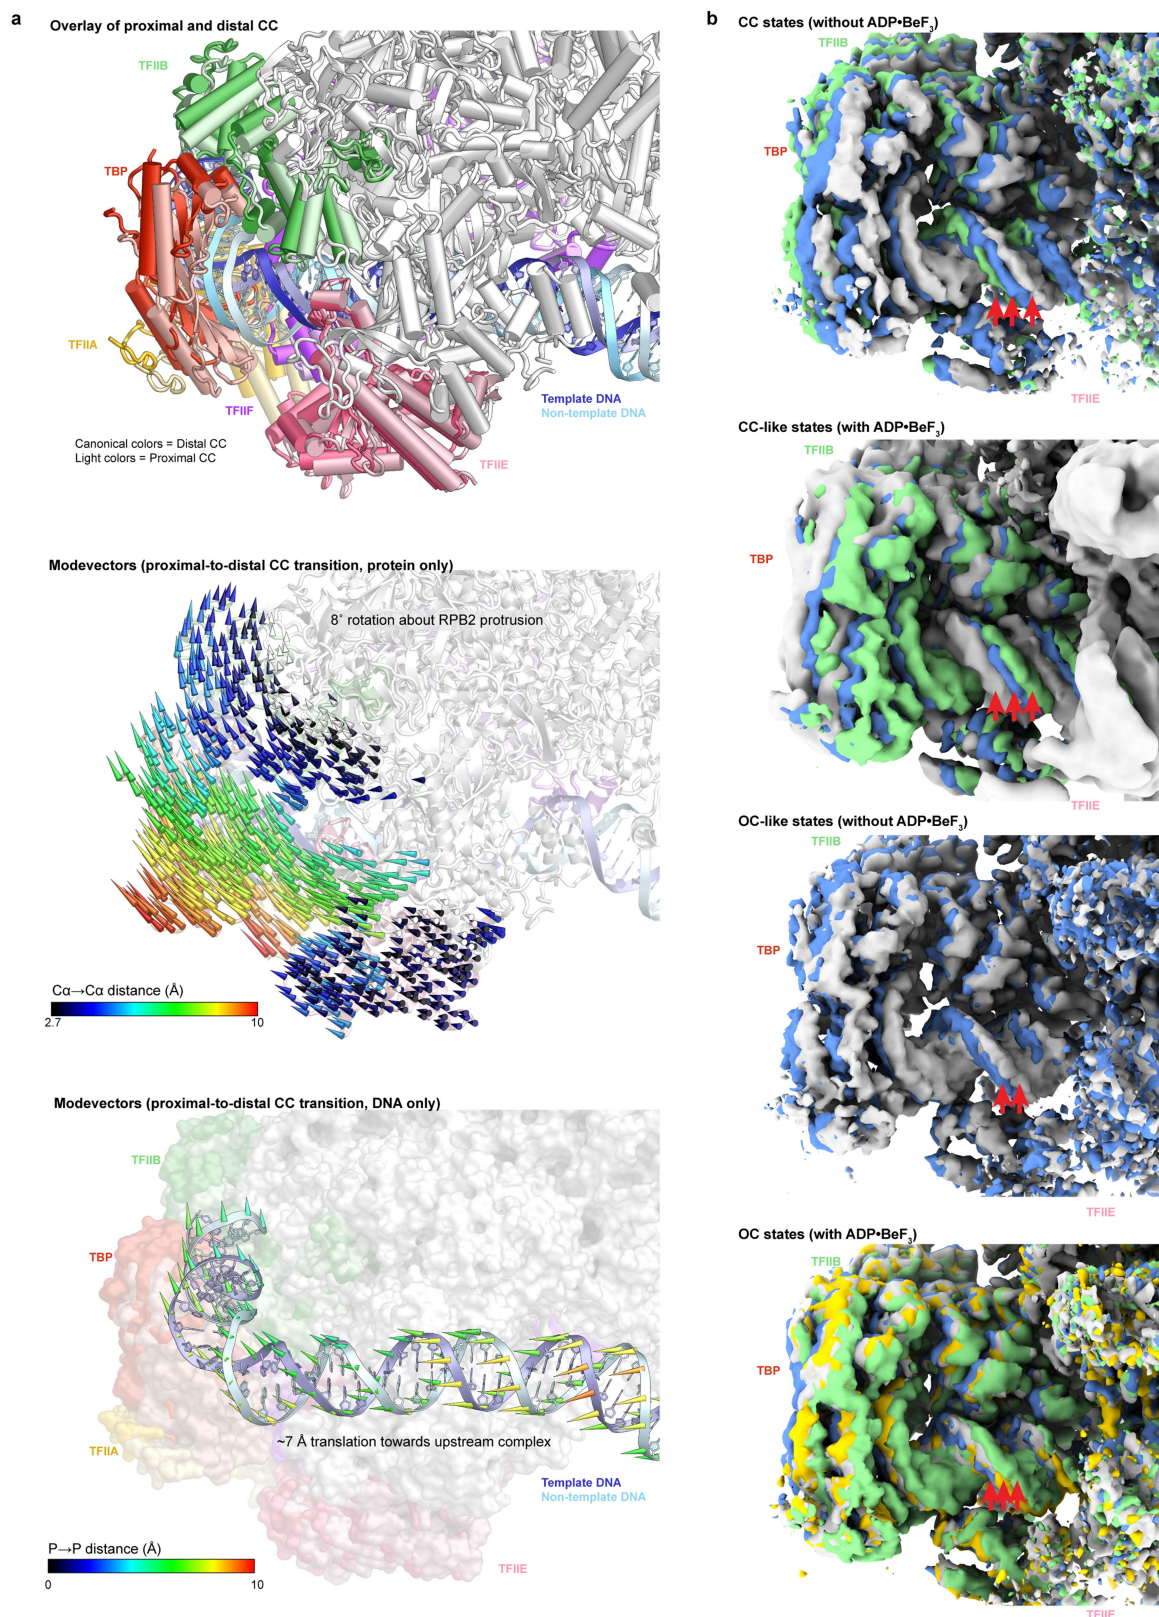 a
Overlay of proximal and distal CC
TFIIB
TBP
TFIIA
TFIIF
Template DNA
Non-template DNA
Canonical colors = Distal CC
Light colors = Proximal CC
TFIIE
Modevectors (proximal-to-distal CC transition, protein only)
8˚ rotation about RPB2 protrusion
Cα→Cα distance (Å)
2.7
10
Modevectors (proximal-to-distal CC transition, DNA only)
TFIIB
TBP
TFIIA
~7 Å translation towards upstream complex
Template DNA
Non-template DNA
P→P distance (Å)
TFIIE
0
10
b
CC states (without ADP•BeF₃)
TFIIB
TBP
TFIIE
CC-like states (with ADP•BeF₃)
TFIIB
TBP
TFIIE
OC-like states (without ADP•BeF₃)
TFIIB
TBP
TFIIE
OC states (with ADP•BeF₃)
TFIIB
TBP
TFIIE